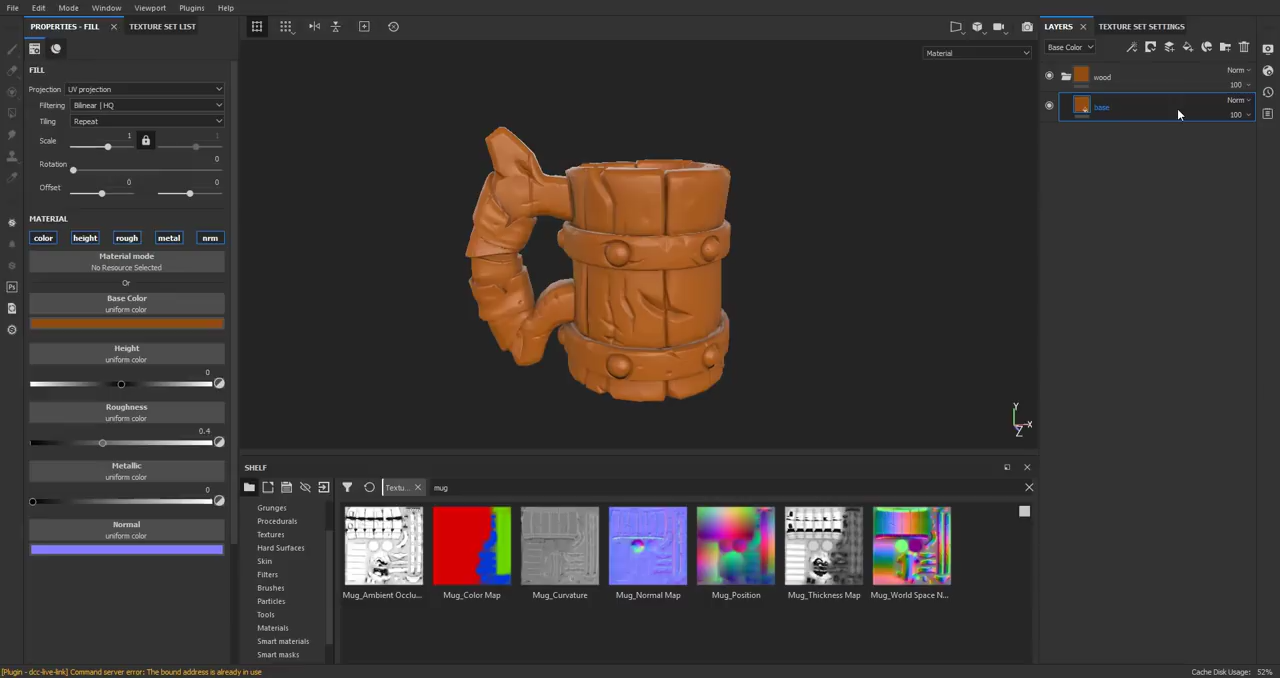 File Edit Mode Window Viewport Plugins Help
PROPERTIES - FILL
TEXTURE SET LIST
FILL
Projection UV projection
Filtering Bilinear | HQ
Tiling Repeat
Scale 1 1
Rotation 0
Offset 0 0
MATERIAL
color height rough metal nrm
Material mode
No Resource Selected
Or
Base Color
uniform color
Height
uniform color
0
Roughness
uniform color
0.4
Metallic
uniform color
0
Normal
uniform color
Material
Y
X
Z
SHELF
Textu... mug
Grunges
Procedurals
Textures
Hard Surfaces
Skin
Filters
Brushes
Particles
Tools
Materials
Smart materials
Smart masks
Mug_Ambient Occlu... Mug_Color Map Mug_Curvature Mug_Normal Map Mug_Position Mug_Thickness Map Mug_World Space N...
LAYERS
TEXTURE SET SETTINGS
Base Color
wood Norm
100
base Norm
100
Ps
[Plugin - dcc-live-link] Command server error: The bound address is already in use
Cache Disk Usage: 52%